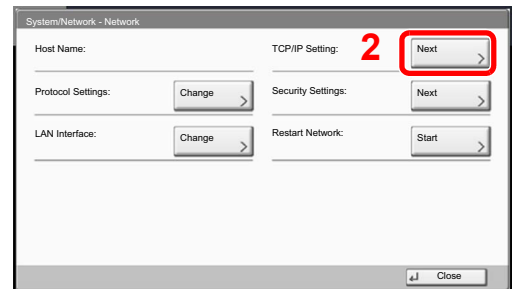 System/Network - Network
Host Name:
TCP/IP Setting:
2
Next
Protocol Settings:
Change
Security Settings:
Next
LAN Interface:
Change
Restart Network:
Start
Close